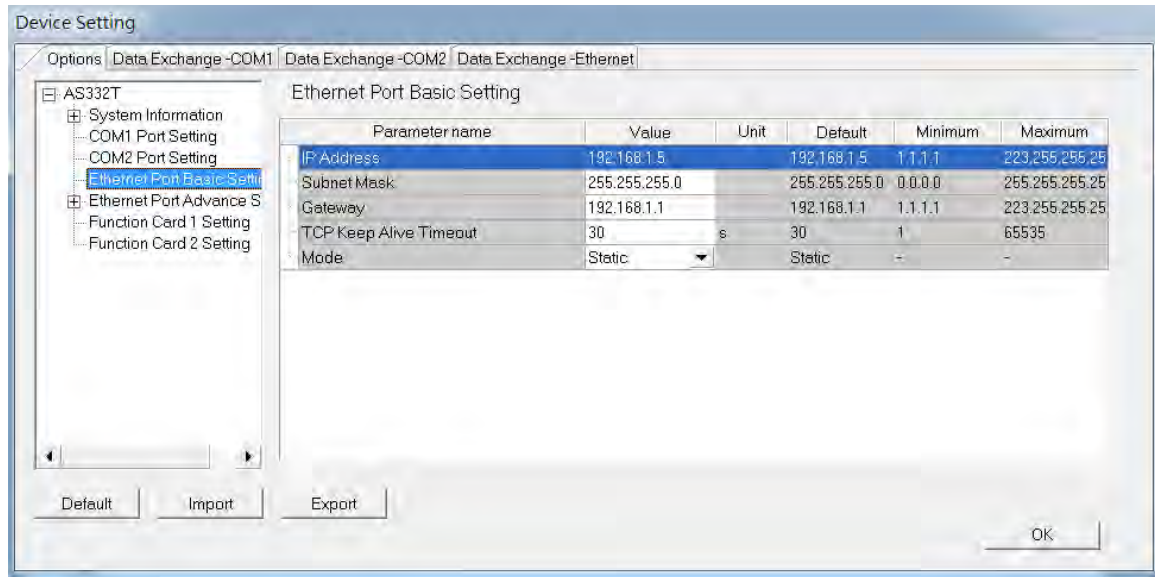 Device Setting
Options Data Exchange -COM1 Data Exchange -COM2 Data Exchange -Ethernet
AS332T
System Information
COM1 Port Setting
COM2 Port Setting
Ethernet Port Basic Settin
Ethernet Port Advance S
Function Card 1 Setting
Function Card 2 Setting
Ethernet Port Basic Setting
Parameter name Value Unit Default Minimum Maximum
IP Address 192.168.1.5 192.168.1.5 1.1.1.1 223.255.255.25
Subnet Mask 255.255.255.0 255.255.255.0 0.0.0.0 255.255.255.25
Gateway 192.168.1.1 192.168.1.1 1.1.1.1 223.255.255.25
TCP Keep Alive Timeout 30 s 30 1 65535
Mode Static Static - -
Default Import Export
OK